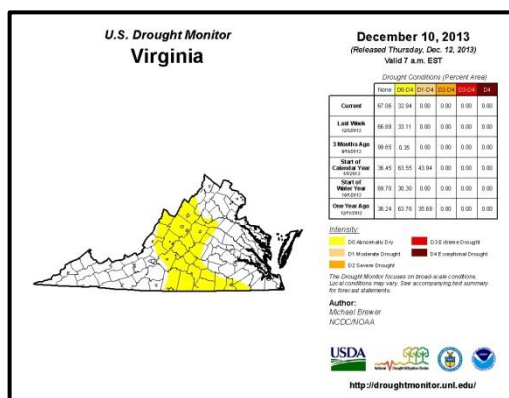 U.S. Drought Monitor
Virginia
December 10, 2013
(Released Thursday, Dec. 12, 2013)
Valid 7 a.m. EST
Drought Conditions (Percent Area)
None D0-D4 D1-D4 D2-D4 D3-D4 D4
Current 67.06 32.94 0.00 0.00 0.00 0.00
Last Week 66.89 33.11 0.00 0.00 0.00 0.00
3 Months Ago 99.65 0.35 0.00 0.00 0.00 0.00
Start of
Calendar Year 36.45 63.55 43.94 0.00 0.00 0.00
Start of
Water Year 69.70 30.30 0.00 0.00 0.00 0.00
One Year Ago 36.24 63.76 35.69 0.00 0.00 0.00
Intensity:
D0 Abnormally Dry D3 Extreme Drought
D1 Moderate Drought D4 Exceptional Drought
D2 Severe Drought
The Drought Monitor focuses on broad-scale conditions.
Local conditions may vary. See accompanying text summary
for forecast statements.
Author:
Michael Brewer
NCDC/NOAA
USDA
National Drought Mitigation Center
http://droughtmonitor.unl.edu/